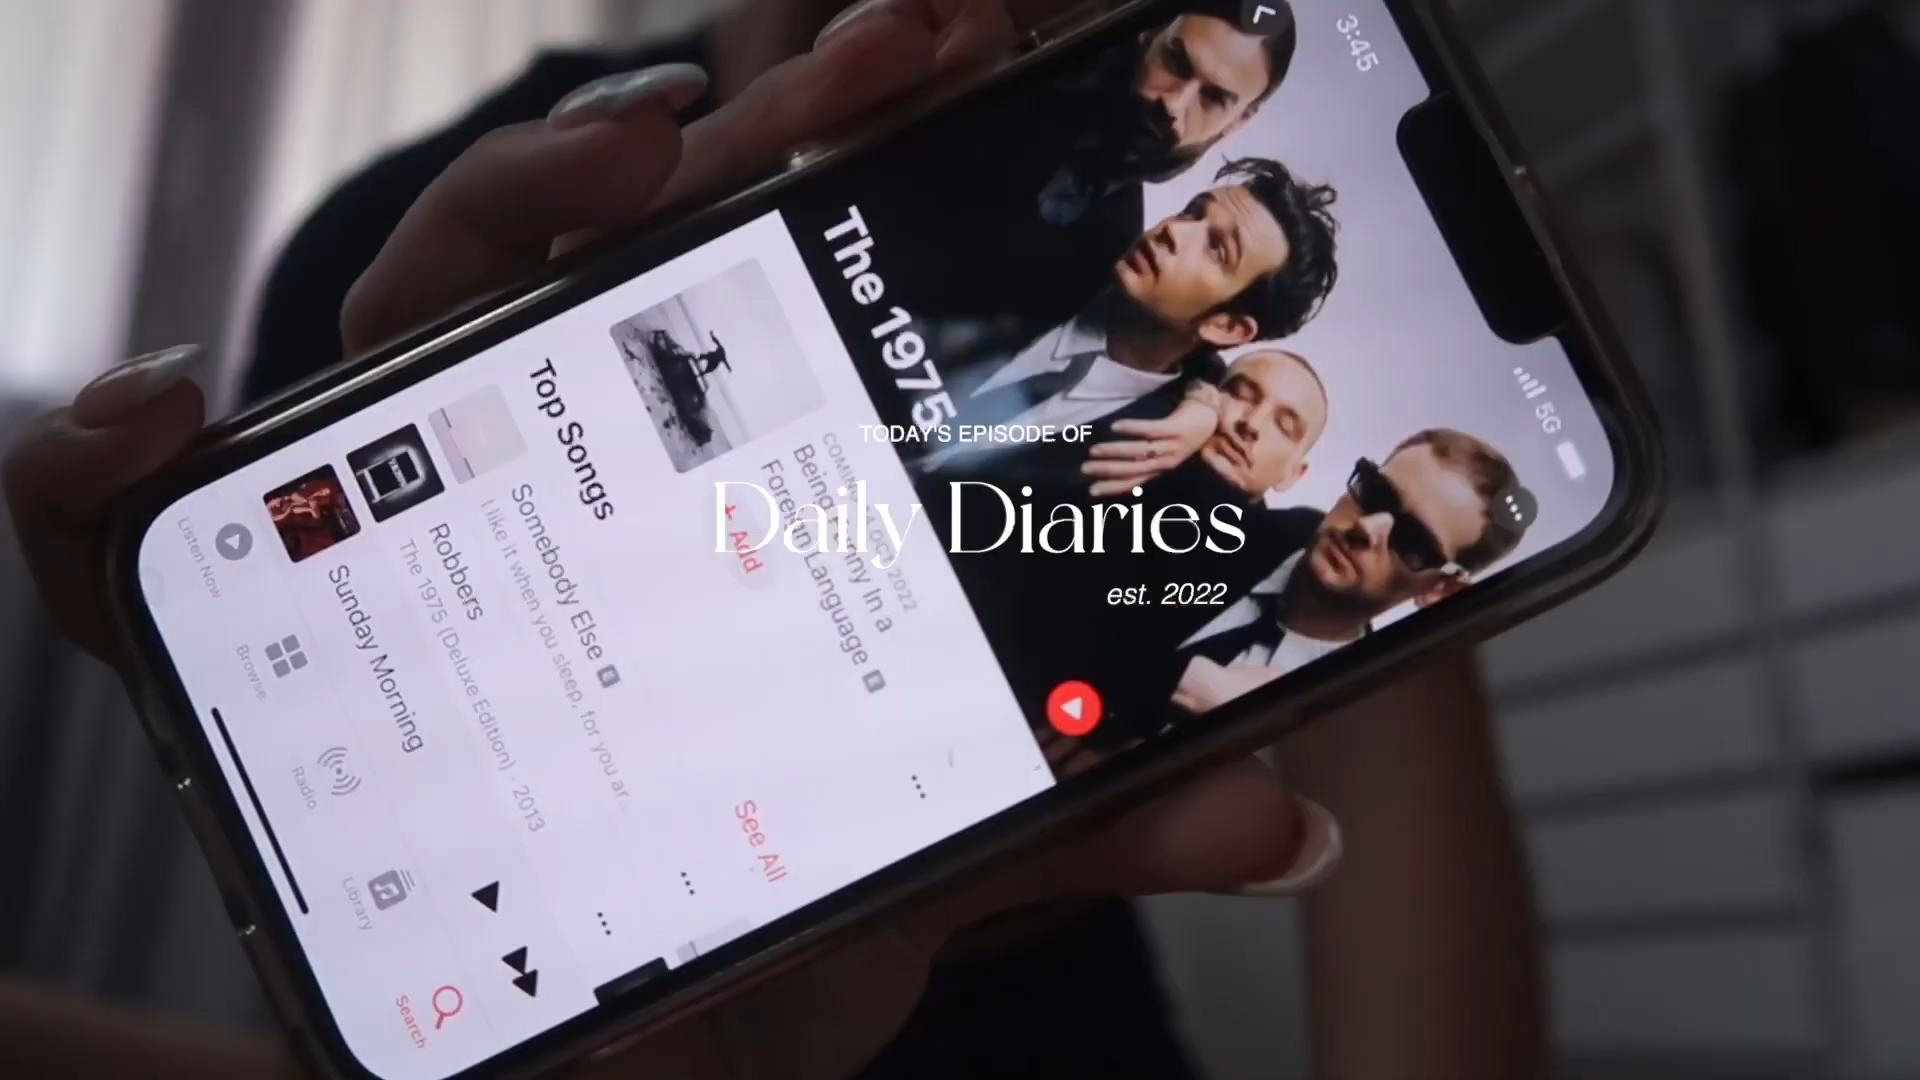 TODAY'S EPISODE OF
Daily Diaries
est. 2022
3:45
5G
The 1975
COMING 14 OCT 2022
Being Funny In a
Foreign Language E
+ Add
Top Songs
See All
Somebody Else E
I like it when you sleep, for you ar...
Robbers
The 1975 (Deluxe Edition) · 2013
Sunday Morning
Listen Now
Browse
Radio
Library
Search